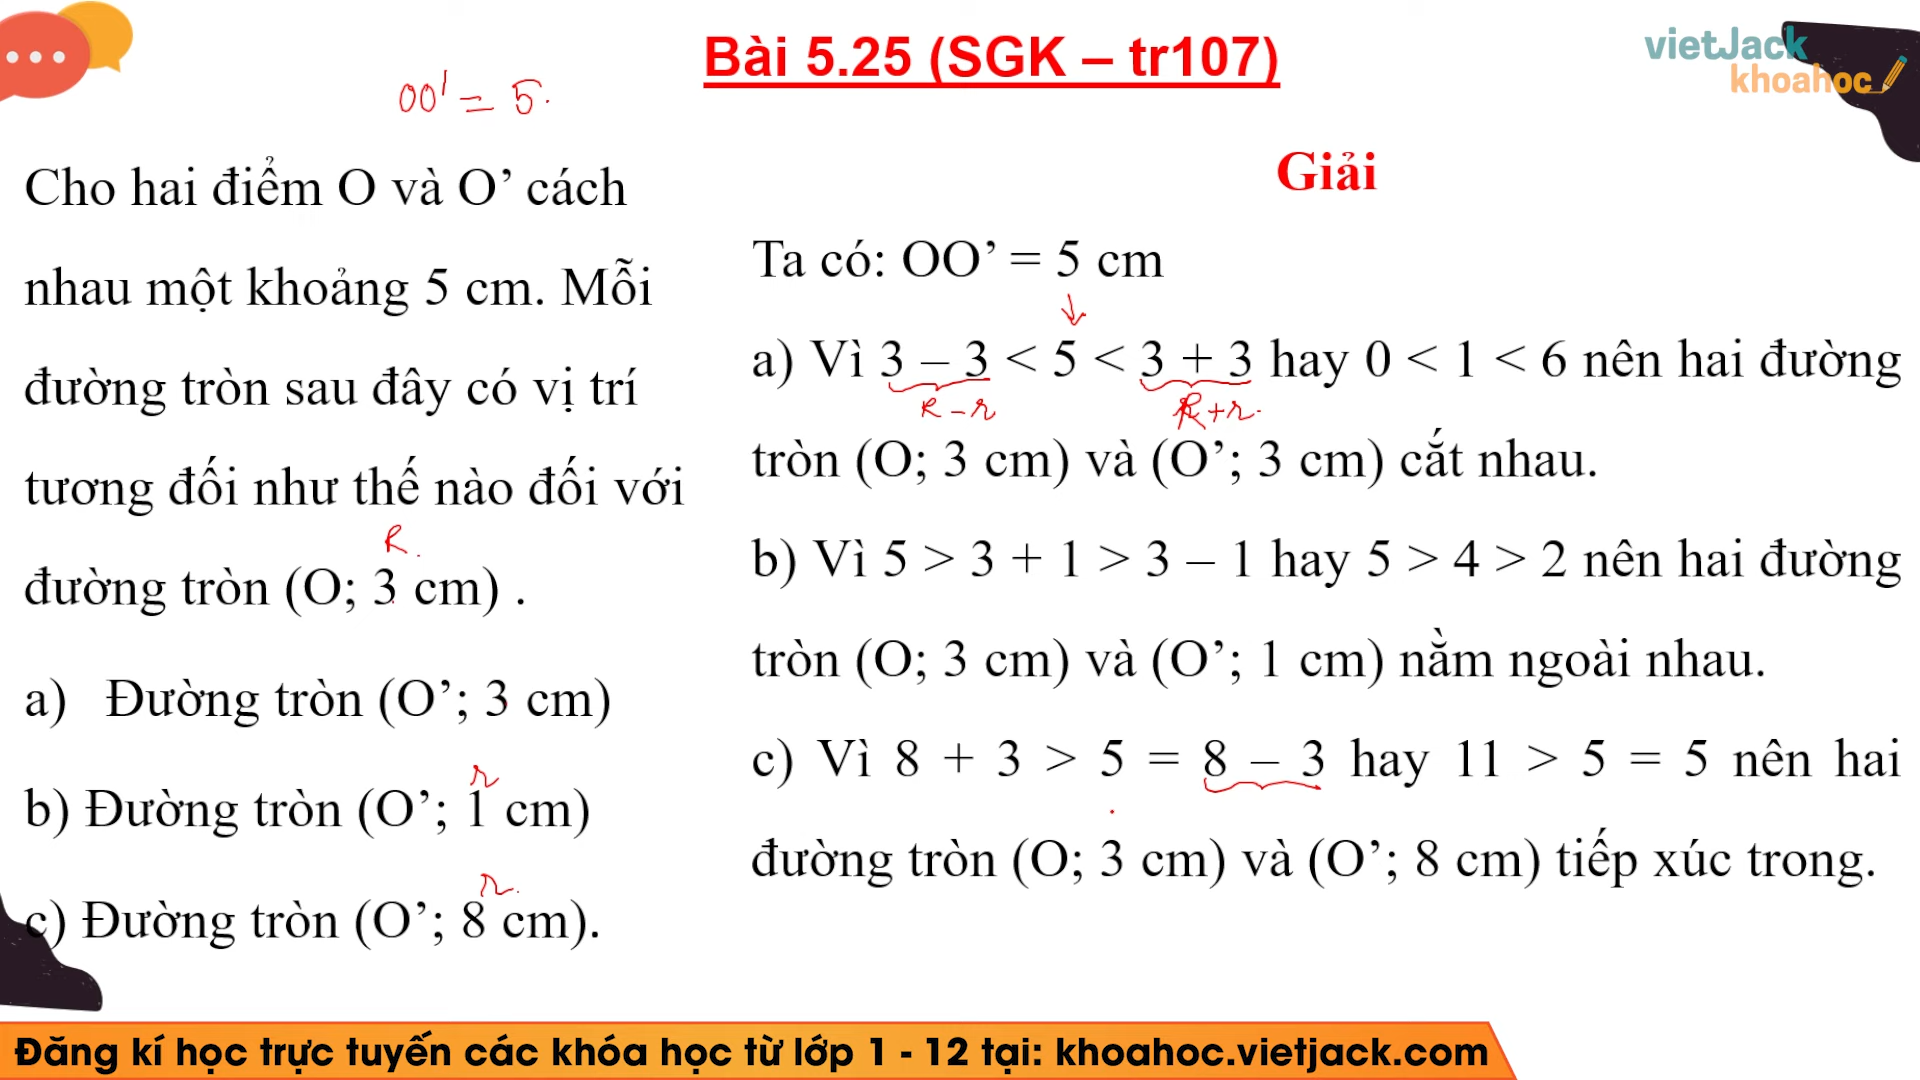 Bài 5.25 (SGK – tr107)
vietJack
khoahoc
OO' = 5.
Cho hai điểm O và O’ cách
nhau một khoảng 5 cm. Mỗi
đường tròn sau đây có vị trí
tương đối như thế nào đối với
R.
đường tròn (O; 3 cm) .
a) Đường tròn (O’; 3 cm)
r
b) Đường tròn (O’; 1 cm)
r.
c) Đường tròn (O’; 8 cm).
Giải
Ta có: OO’ = 5 cm
a) Vì 3 – 3 < 5 < 3 + 3 hay 0 < 1 < 6 nên hai đường
R – r R + r.
tròn (O; 3 cm) và (O’; 3 cm) cắt nhau.
b) Vì 5 > 3 + 1 > 3 – 1 hay 5 > 4 > 2 nên hai đường
tròn (O; 3 cm) và (O’; 1 cm) nằm ngoài nhau.
c) Vì 8 + 3 > 5 = 8 – 3 hay 11 > 5 = 5 nên hai
đường tròn (O; 3 cm) và (O’; 8 cm) tiếp xúc trong.
Đăng kí học trực tuyến các khóa học từ lớp 1 - 12 tại: khoahoc.vietjack.com